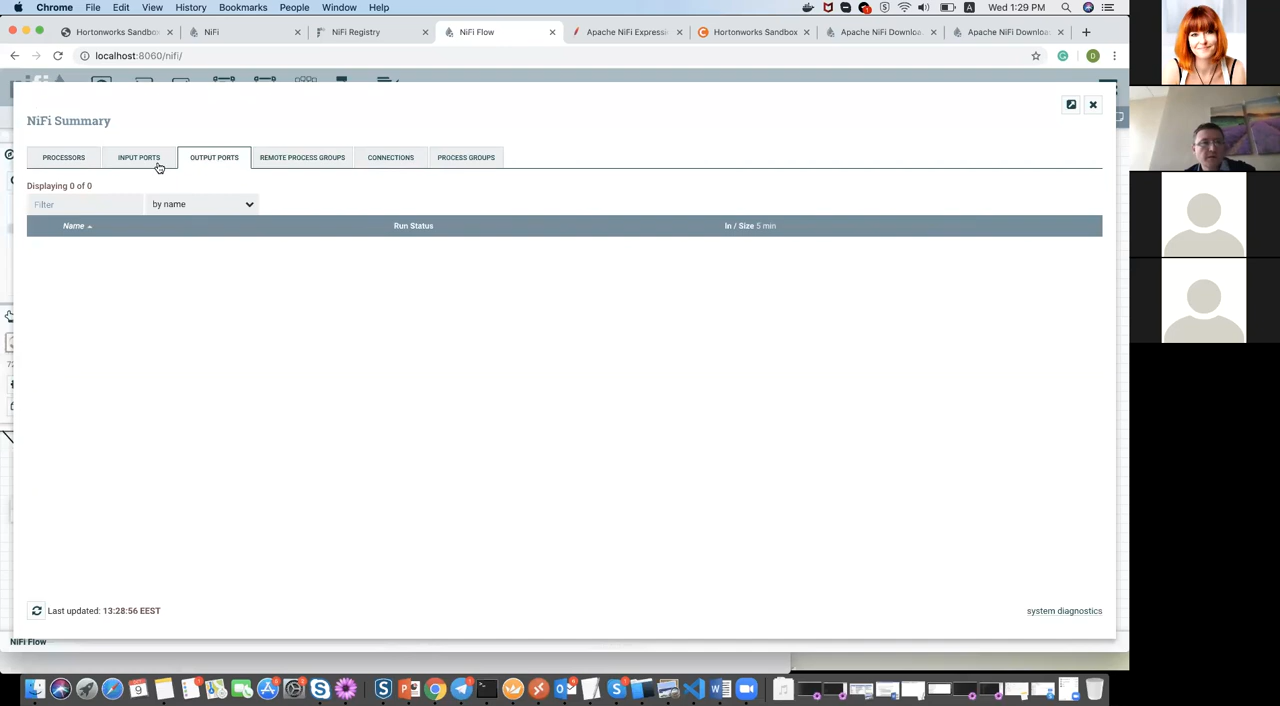 Chrome File Edit View History Bookmarks People Window Help
Wed 1:29 PM
Hortonworks Sandbox
NiFi
NiFi Registry
NiFi Flow
Apache NiFi Expressi
Hortonworks Sandbox
Apache NiFi Downloa
Apache NiFi Downloa
localhost:8060/nifi/
NiFi Summary
PROCESSORS
INPUT PORTS
OUTPUT PORTS
REMOTE PROCESS GROUPS
CONNECTIONS
PROCESS GROUPS
Displaying 0 of 0
Filter
by name
Name
Run Status
In / Size 5 min
Last updated: 13:28:56 EEST
system diagnostics
NiFi Flow